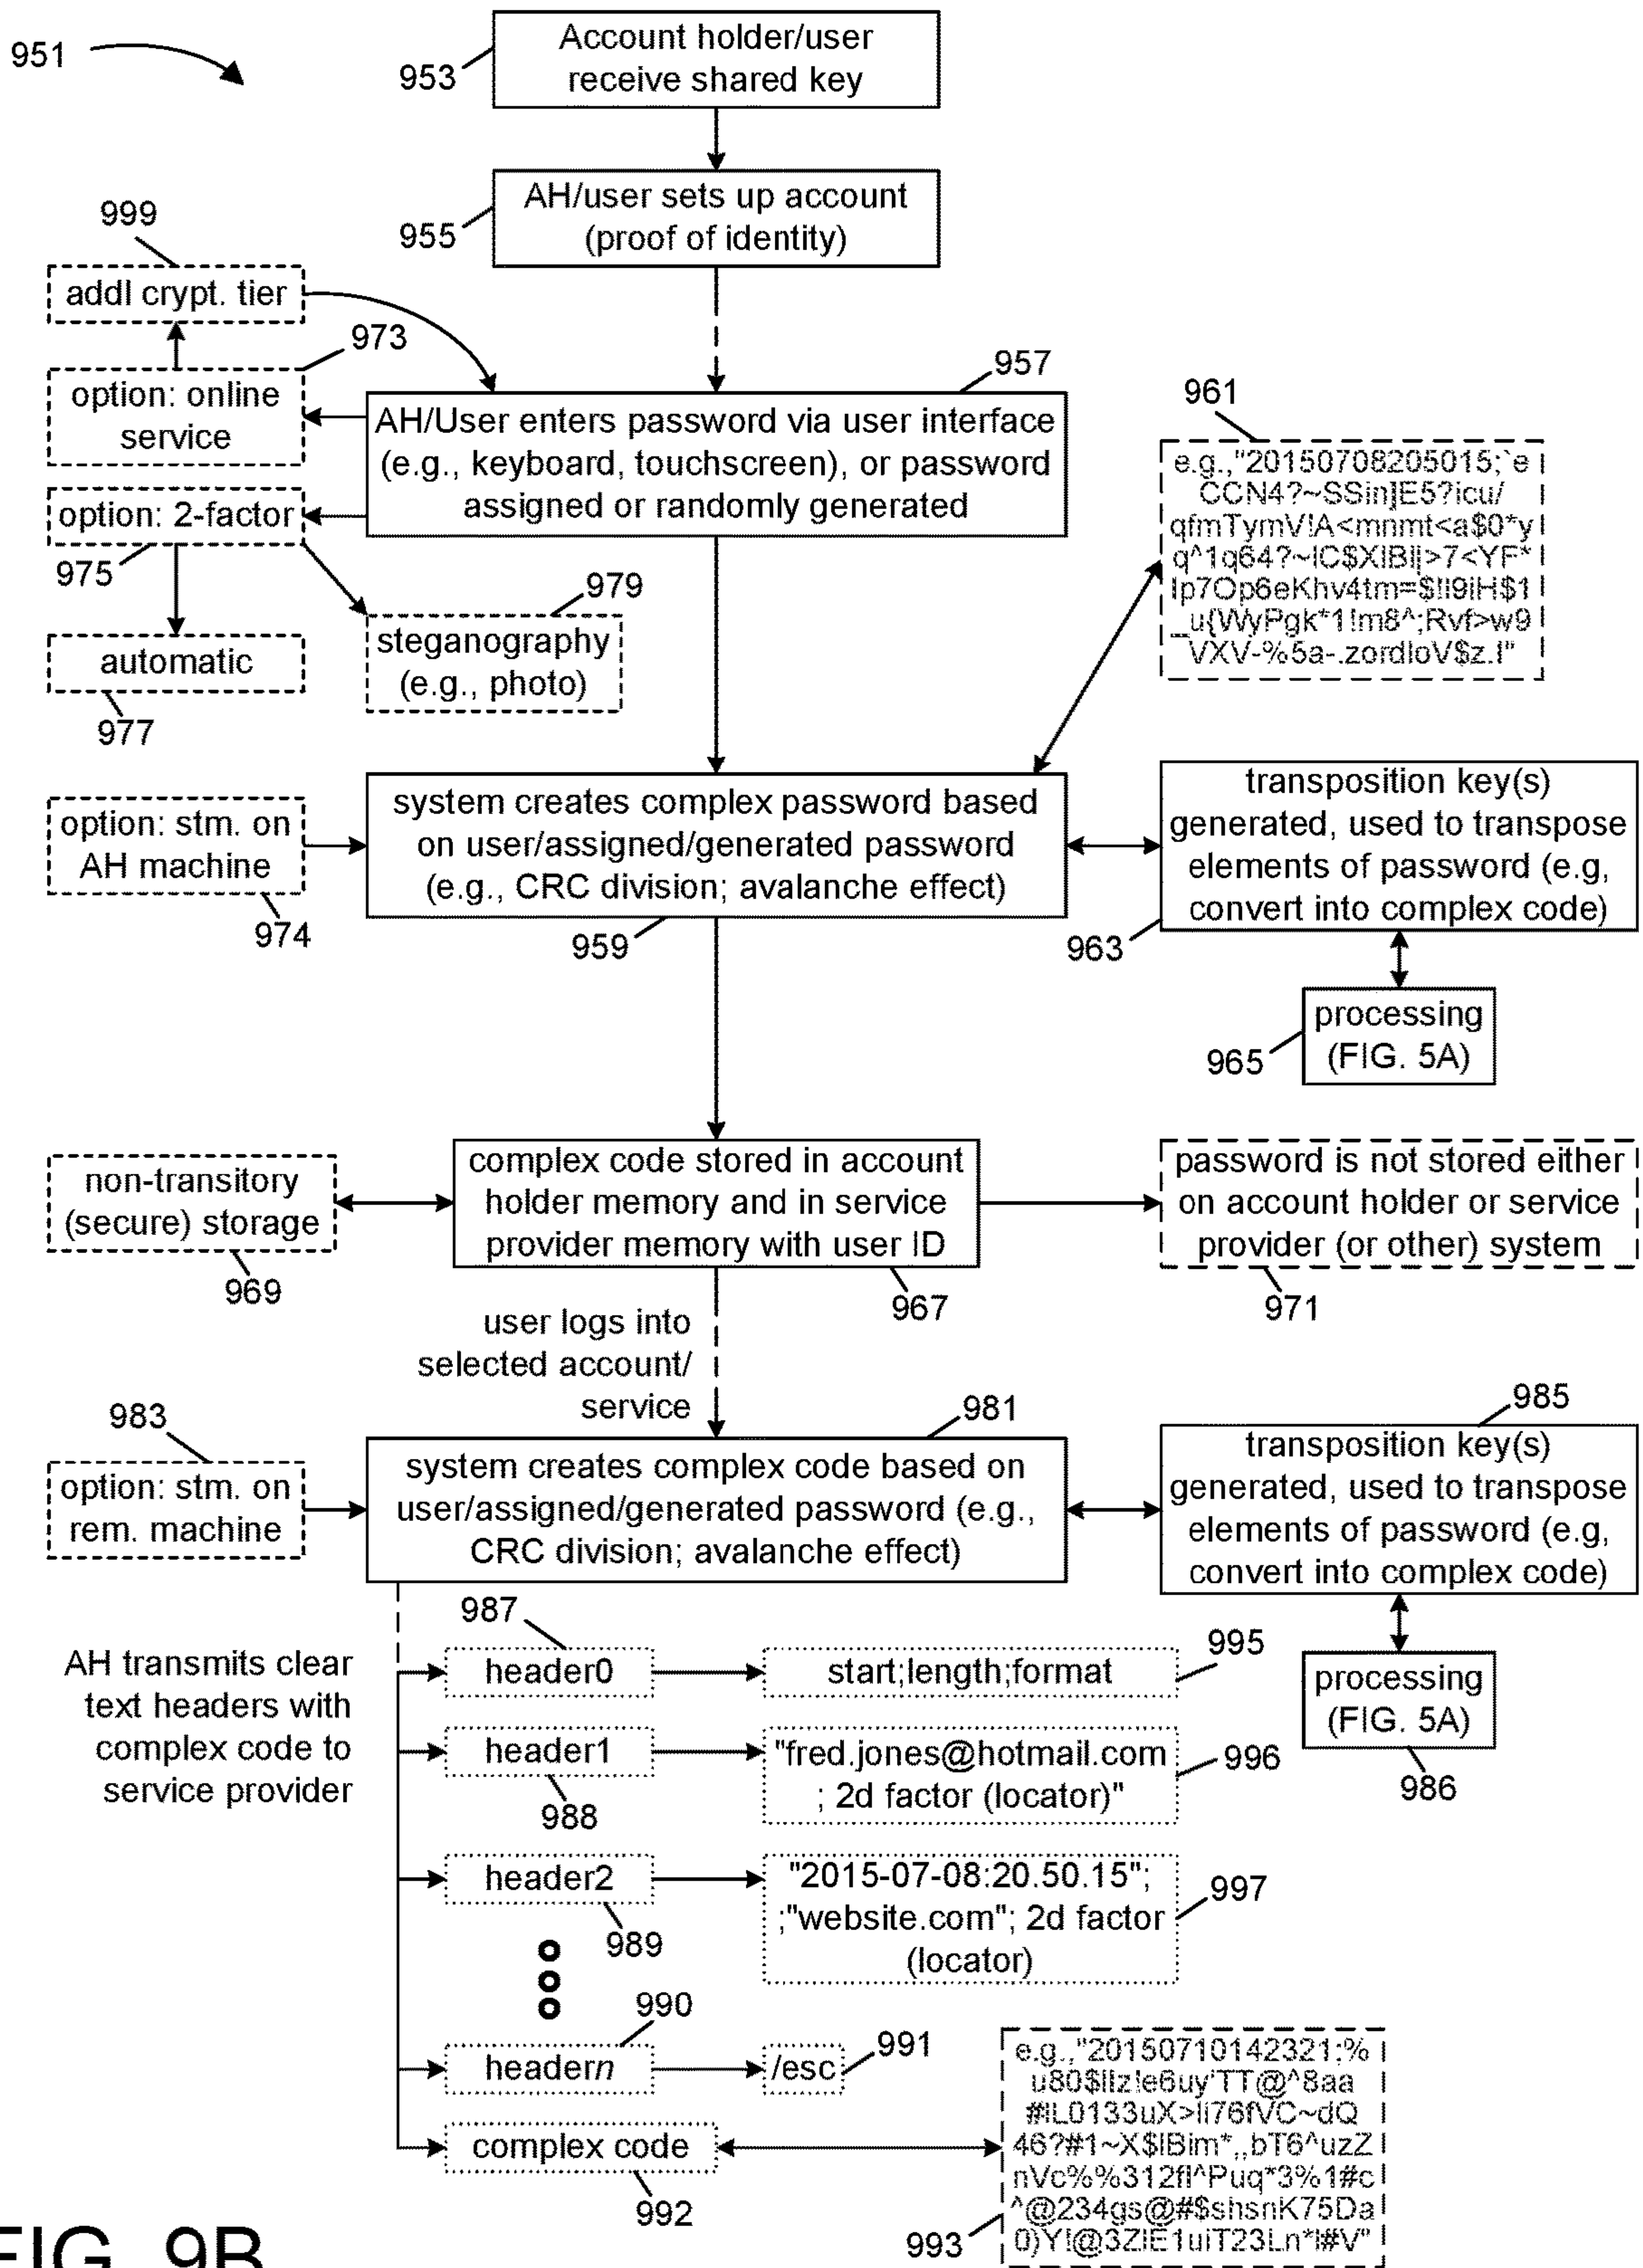 951
953
Account holder/user
receive shared key
955
AH/user sets up account
(proof of identity)
999
addl crypt. tier
973
option: online
service
957
AH/User enters password via user interface
(e.g., keyboard, touchscreen), or password
assigned or randomly generated
option: 2-factor
975
979
steganography
(e.g., photo)
automatic
977
961
e.g.,"20150708205015;`e
974
option: stm. on
AH machine
system creates complex password based
on user/assigned/generated password
(e.g., CRC division; avalanche effect)
959
transposition key(s)
generated, used to transpose
elements of password (e.g,
convert into complex code)
963
processing
(FIG. 5A)
965
non-transitory
(secure) storage
969
complex code stored in account
holder memory and in service
provider memory with user ID
967
password is not stored either
on account holder or service
provider (or other) system
971
user logs into
selected account/
service
983
option: stm. on
rem. machine
981
system creates complex code based on
user/assigned/generated password (e.g.,
CRC division; avalanche effect)
985
transposition key(s)
generated, used to transpose
elements of password (e.g,
convert into complex code)
processing
(FIG. 5A)
986
AH transmits clear
text headers with
complex code to
service provider
987
header0
start;length;format
995
header1
988
"fred.jones@hotmail.com
; 2d factor (locator)"
996
header2
989
"2015-07-08:20.50.15";
;"website.com"; 2d factor
(locator)
997
990
headern
/esc
991
complex code
992
e.g.,"20150710142321;%
993
FIG. 9B